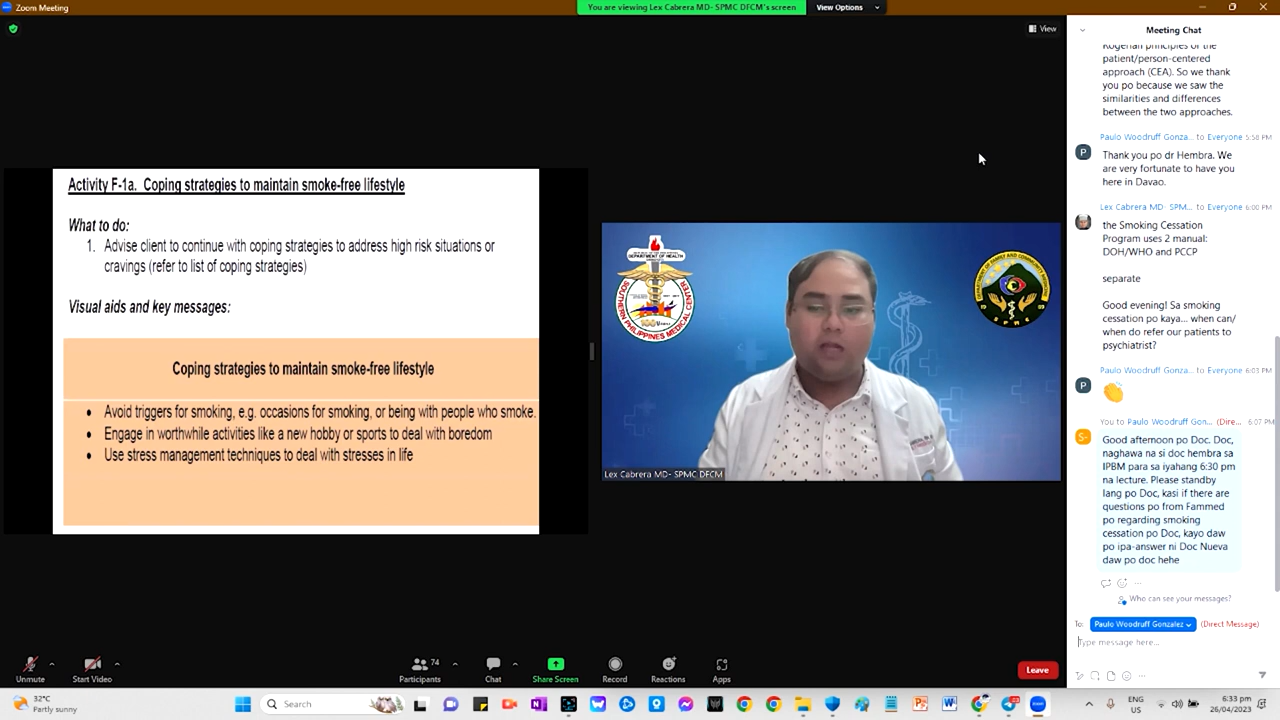 Zoom Meeting
You are viewing Lex Cabrera MD- SPMC DFCM's screen
View Options
View
Activity F-1a. Coping strategies to maintain smoke-free lifestyle
What to do:
1. Advise client to continue with coping strategies to address high risk situations or
cravings (refer to list of coping strategies)
Visual aids and key messages:
Coping strategies to maintain smoke-free lifestyle
• Avoid triggers for smoking, e.g. occasions for smoking, or being with people who smoke.
• Engage in worthwhile activities like a new hobby or sports to deal with boredom
• Use stress management techniques to deal with stresses in life
DEPARTMENT OF HEALTH
SOUTHERN PHILIPPINES MEDICAL CENTER
SPMC
Lex Cabrera MD- SPMC DFCM
Meeting Chat
Rogerian principles of the
patient/person-centered
approach (CEA). So we thank
you po because we saw the
similarities and differences
between the two approaches.
Paulo Woodruff Gonza... to Everyone 5:58 PM
P
Thank you po dr Hembra. We
are very fortunate to have you
here in Davao.
Lex Cabrera MD- SPM... to Everyone 6:00 PM
the Smoking Cessation
Program uses 2 manual:
DOH/WHO and PCCP
separate
Good evening! Sa smoking
cessation po kaya... when can/
when do refer our patients to
psychiatrist?
Paulo Woodruff Gonza... to Everyone 6:03 PM
P
You to Paulo Woodruff Gon... (Dire... 6:07 PM
S-
Good afternoon po Doc. Doc,
naghawa na si doc hembra sa
IPBM para sa iyahang 6:30 pm
na lecture. Please standby
lang po Doc, kasi if there are
questions po from Fammed
po regarding smoking
cessation po Doc, kayo daw
po ipa-answer ni Doc Nueva
daw po doc hehe
Who can see your messages?
To: Paulo Woodruff Gonzalez (Direct Message)
Type message here...
Unmute
Start Video
74
Participants
Chat
Share Screen
Record
Reactions
Apps
Leave
32°C
Partly sunny
Search
ENG
US
6:33 pm
26/04/2023